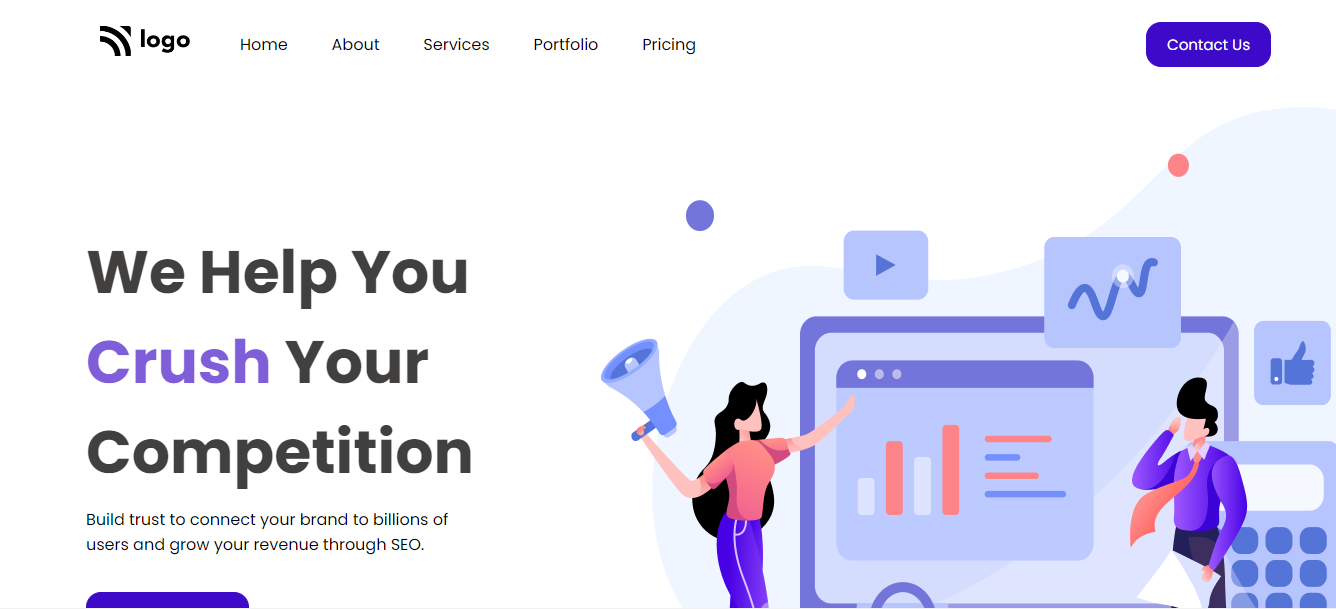 logo
Home
About
Services
Portfolio
Pricing
Contact Us
We Help You
Crush Your
Competition
Build trust to connect your brand to billions of
users and grow your revenue through SEO.